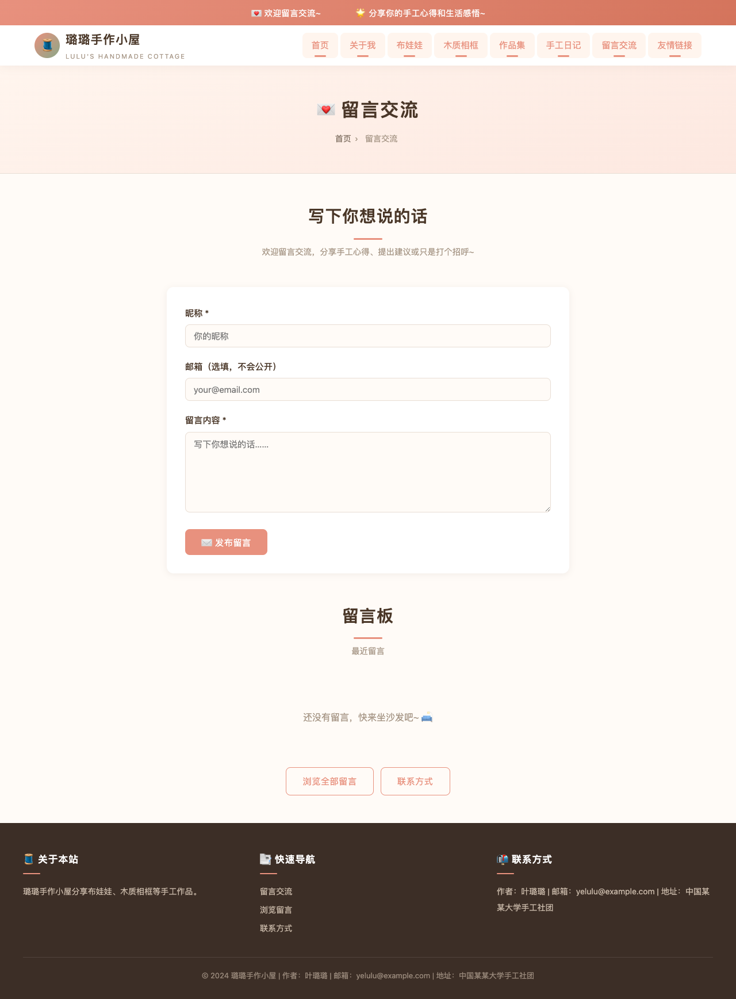 💌 欢迎留言交流~ 🌟 分享你的手工心得和生活感悟~
璐璐手作小屋
LULU'S HANDMADE COTTAGE
首页 关于我 布娃娃 木质相框 作品集 手工日记 留言交流 友情链接
💌 留言交流
首页 › 留言交流
写下你想说的话
欢迎留言交流，分享手工心得、提出建议或只是打个招呼~
昵称 *
你的昵称
邮箱（选填，不会公开）
your@email.com
留言内容 *
写下你想说的话……
✉️ 发布留言
留言板
最近留言
还没有留言，快来坐沙发吧~ 🛋️
浏览全部留言 联系方式
🧵 关于本站
璐璐手作小屋分享布娃娃、木质相框等手工作品。
📑 快速导航
留言交流
浏览留言
联系方式
📬 联系方式
作者：叶璐璐 | 邮箱：yelulu@example.com | 地址：中国某
某大学手工社团
© 2024 璐璐手作小屋 | 作者：叶璐璐 | 邮箱：yelulu@example.com | 地址：中国某某大学手工社团